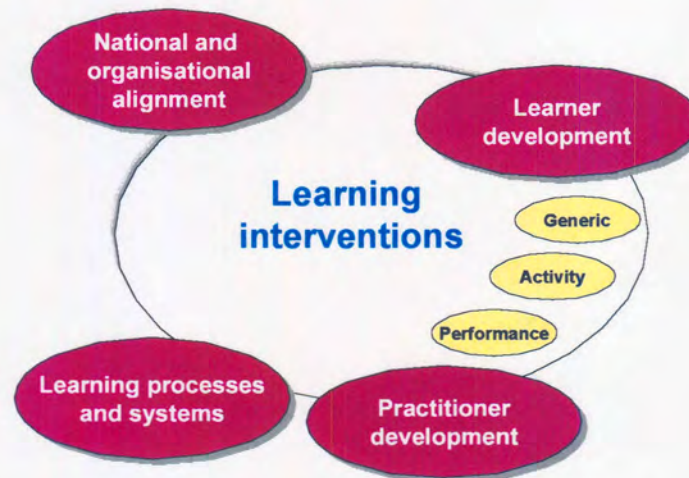 National and
organisational
alignment
Learner
development
Learning
interventions
Generic
Activity
Performance
Learning processes
and systems
Practitioner
development